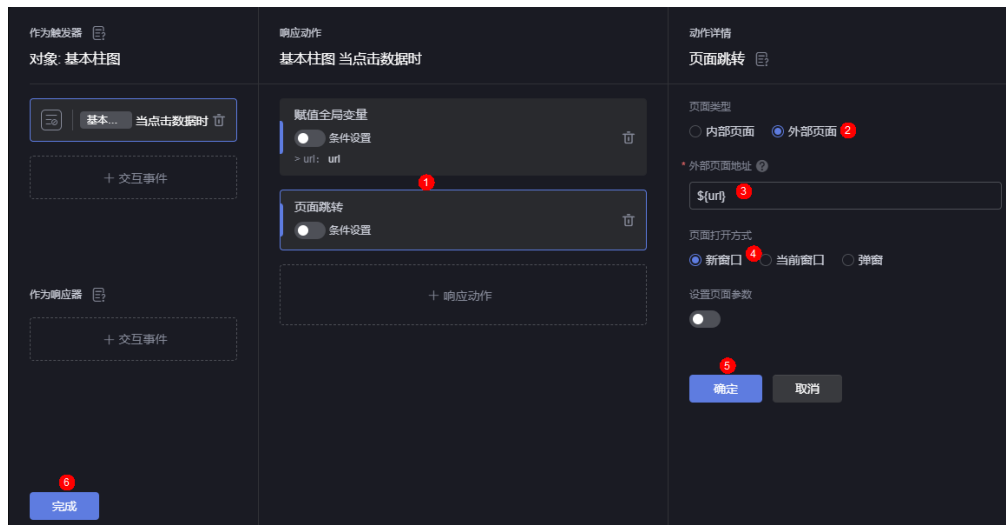 作为触发器
对象: 基本柱图
基本... 当点击数据时
+ 交互事件
作为响应器
+ 交互事件
6
完成
响应动作
基本柱图 当点击数据时
赋值全局变量
条件设置
> url: url
1
页面跳转
条件设置
+ 响应动作
动作详情
页面跳转
页面类型
内部页面 外部页面 2
* 外部页面地址
${url} 3
页面打开方式
新窗口 4 当前窗口 弹窗
设置页面参数
5
确定 取消